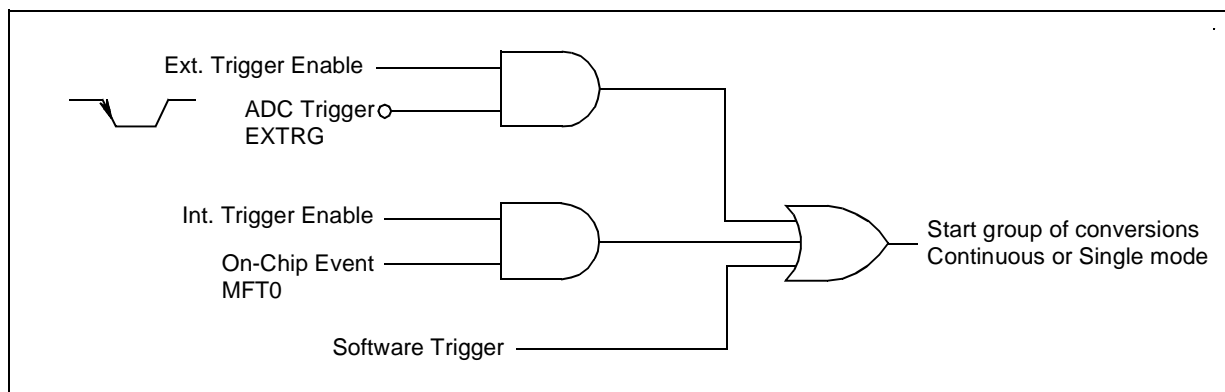 Ext. Trigger Enable
ADC Trigger
EXTRG
Int. Trigger Enable
On-Chip Event
MFT0
Software Trigger
Start group of conversions
Continuous or Single mode